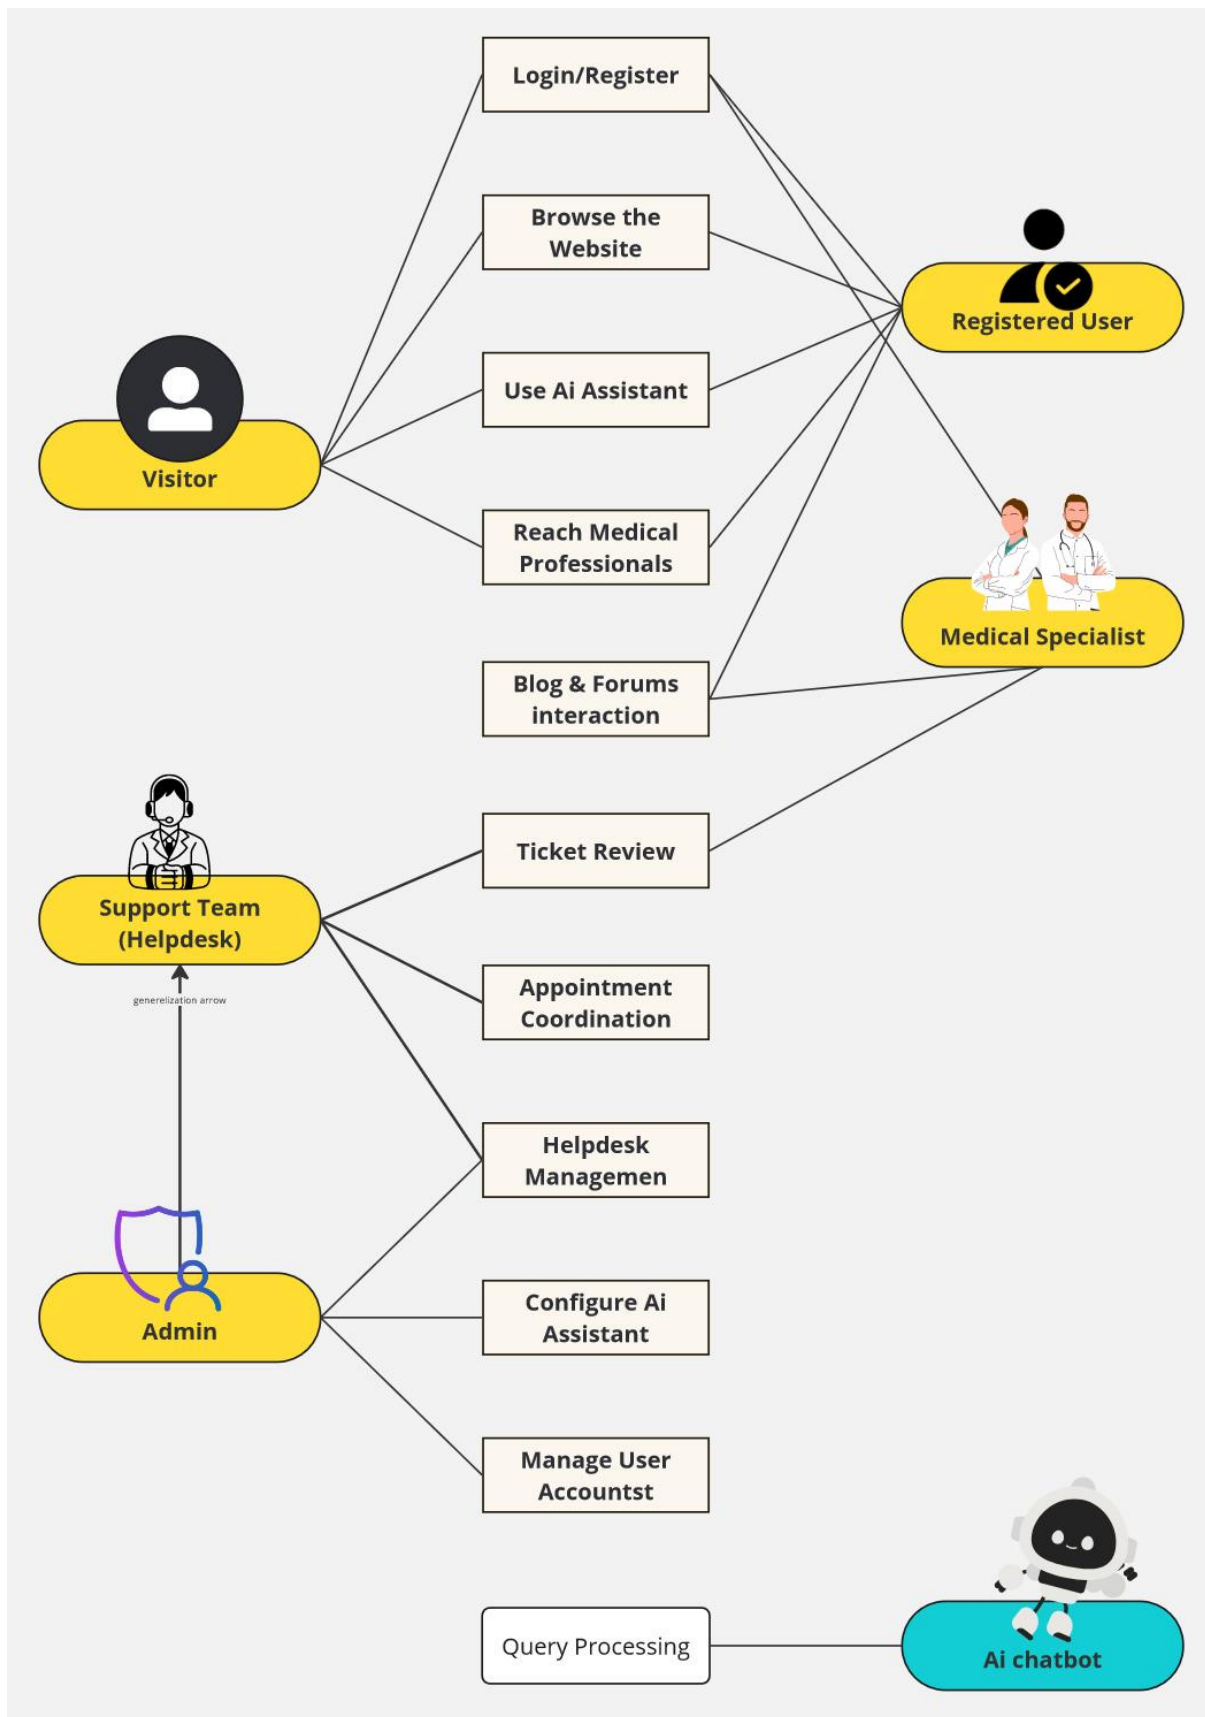 Login/Register
Browse the
Website
Registered User
Use Ai Assistant
Visitor
Reach Medical
Professionals
Medical Specialist
Blog & Forums
interaction
Ticket Review
Support Team
(Helpdesk)
generelization arrow
Appointment
Coordination
Helpdesk
Managemen
Configure Ai
Assistant
Admin
Manage User
Accountst
Query Processing
Ai chatbot